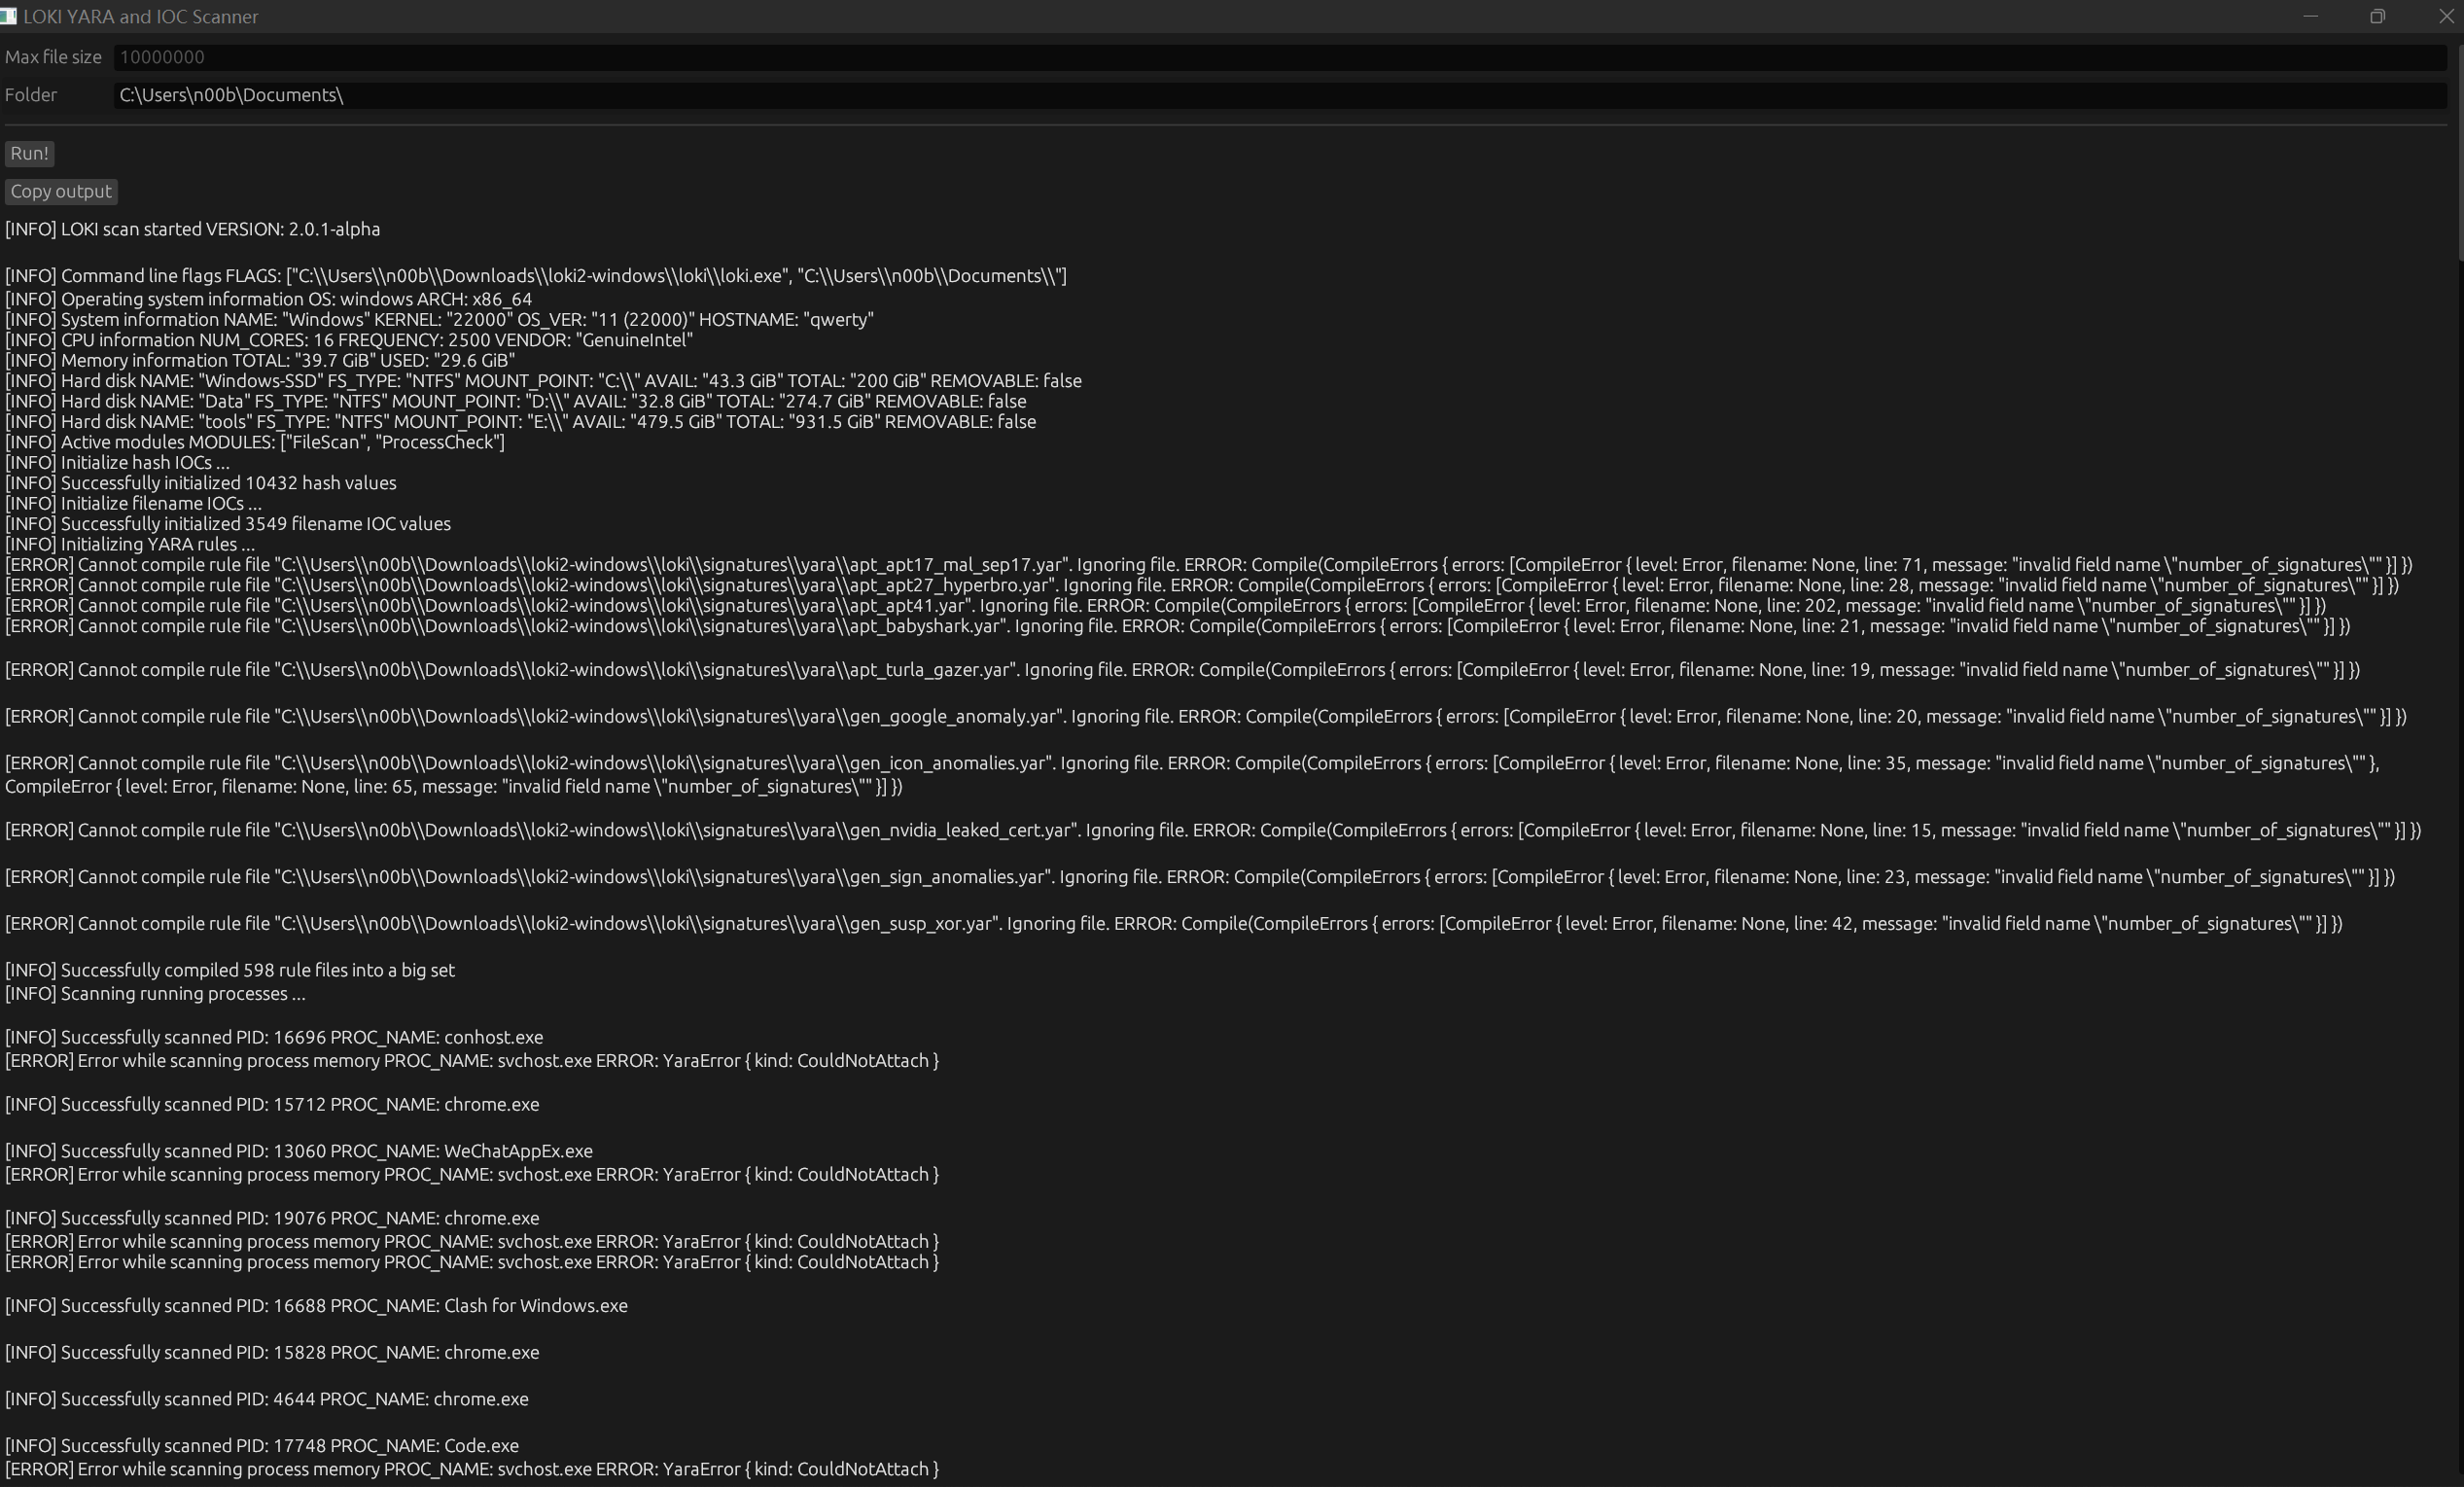 LOKI YARA and IOC Scanner
Max file size 10000000
Folder C:\Users\n00b\Documents\
Run!
Copy output
[INFO] LOKI scan started VERSION: 2.0.1-alpha
[INFO] Command line flags FLAGS: ["C:\\Users\\n00b\\Downloads\\loki2-windows\\loki\\loki.exe", "C:\\Users\\n00b\\Documents\\"]
[INFO] Operating system information OS: windows ARCH: x86_64
[INFO] System information NAME: "Windows" KERNEL: "22000" OS_VER: "11 (22000)" HOSTNAME: "qwerty"
[INFO] CPU information NUM_CORES: 16 FREQUENCY: 2500 VENDOR: "GenuineIntel"
[INFO] Memory information TOTAL: "39.7 GiB" USED: "29.6 GiB"
[INFO] Hard disk NAME: "Windows-SSD" FS_TYPE: "NTFS" MOUNT_POINT: "C:\\" AVAIL: "43.3 GiB" TOTAL: "200 GiB" REMOVABLE: false
[INFO] Hard disk NAME: "Data" FS_TYPE: "NTFS" MOUNT_POINT: "D:\\" AVAIL: "32.8 GiB" TOTAL: "274.7 GiB" REMOVABLE: false
[INFO] Hard disk NAME: "tools" FS_TYPE: "NTFS" MOUNT_POINT: "E:\\" AVAIL: "479.5 GiB" TOTAL: "931.5 GiB" REMOVABLE: false
[INFO] Active modules MODULES: ["FileScan", "ProcessCheck"]
[INFO] Initialize hash IOCs ...
[INFO] Successfully initialized 10432 hash values
[INFO] Initialize filename IOCs ...
[INFO] Successfully initialized 3549 filename IOC values
[INFO] Initializing YARA rules ...
[ERROR] Cannot compile rule file "C:\\Users\\n00b\\Downloads\\loki2-windows\\loki\\signatures\\yara\\apt_apt17_mal_sep17.yar". Ignoring file. ERROR: Compile(CompileErrors { errors: [CompileError { level: Error, filename: None, line: 71, message: "invalid field name \"number_of_signatures\"" }] })
[ERROR] Cannot compile rule file "C:\\Users\\n00b\\Downloads\\loki2-windows\\loki\\signatures\\yara\\apt_apt27_hyperbro.yar". Ignoring file. ERROR: Compile(CompileErrors { errors: [CompileError { level: Error, filename: None, line: 28, message: "invalid field name \"number_of_signatures\"" }] })
[ERROR] Cannot compile rule file "C:\\Users\\n00b\\Downloads\\loki2-windows\\loki\\signatures\\yara\\apt_apt41.yar". Ignoring file. ERROR: Compile(CompileErrors { errors: [CompileError { level: Error, filename: None, line: 202, message: "invalid field name \"number_of_signatures\"" }] })
[ERROR] Cannot compile rule file "C:\\Users\\n00b\\Downloads\\loki2-windows\\loki\\signatures\\yara\\apt_babyshark.yar". Ignoring file. ERROR: Compile(CompileErrors { errors: [CompileError { level: Error, filename: None, line: 21, message: "invalid field name \"number_of_signatures\"" }] })
[ERROR] Cannot compile rule file "C:\\Users\\n00b\\Downloads\\loki2-windows\\loki\\signatures\\yara\\apt_turla_gazer.yar". Ignoring file. ERROR: Compile(CompileErrors { errors: [CompileError { level: Error, filename: None, line: 19, message: "invalid field name \"number_of_signatures\"" }] })
[ERROR] Cannot compile rule file "C:\\Users\\n00b\\Downloads\\loki2-windows\\loki\\signatures\\yara\\gen_google_anomaly.yar". Ignoring file. ERROR: Compile(CompileErrors { errors: [CompileError { level: Error, filename: None, line: 20, message: "invalid field name \"number_of_signatures\"" }] })
[ERROR] Cannot compile rule file "C:\\Users\\n00b\\Downloads\\loki2-windows\\loki\\signatures\\yara\\gen_icon_anomalies.yar". Ignoring file. ERROR: Compile(CompileErrors { errors: [CompileError { level: Error, filename: None, line: 35, message: "invalid field name \"number_of_signatures\"" },
CompileError { level: Error, filename: None, line: 65, message: "invalid field name \"number_of_signatures\"" }] })
[ERROR] Cannot compile rule file "C:\\Users\\n00b\\Downloads\\loki2-windows\\loki\\signatures\\yara\\gen_nvidia_leaked_cert.yar". Ignoring file. ERROR: Compile(CompileErrors { errors: [CompileError { level: Error, filename: None, line: 15, message: "invalid field name \"number_of_signatures\"" }] })
[ERROR] Cannot compile rule file "C:\\Users\\n00b\\Downloads\\loki2-windows\\loki\\signatures\\yara\\gen_sign_anomalies.yar". Ignoring file. ERROR: Compile(CompileErrors { errors: [CompileError { level: Error, filename: None, line: 23, message: "invalid field name \"number_of_signatures\"" }] })
[ERROR] Cannot compile rule file "C:\\Users\\n00b\\Downloads\\loki2-windows\\loki\\signatures\\yara\\gen_susp_xor.yar". Ignoring file. ERROR: Compile(CompileErrors { errors: [CompileError { level: Error, filename: None, line: 42, message: "invalid field name \"number_of_signatures\"" }] })
[INFO] Successfully compiled 598 rule files into a big set
[INFO] Scanning running processes ...
[INFO] Successfully scanned PID: 16696 PROC_NAME: conhost.exe
[ERROR] Error while scanning process memory PROC_NAME: svchost.exe ERROR: YaraError { kind: CouldNotAttach }
[INFO] Successfully scanned PID: 15712 PROC_NAME: chrome.exe
[INFO] Successfully scanned PID: 13060 PROC_NAME: WeChatAppEx.exe
[ERROR] Error while scanning process memory PROC_NAME: svchost.exe ERROR: YaraError { kind: CouldNotAttach }
[INFO] Successfully scanned PID: 19076 PROC_NAME: chrome.exe
[ERROR] Error while scanning process memory PROC_NAME: svchost.exe ERROR: YaraError { kind: CouldNotAttach }
[ERROR] Error while scanning process memory PROC_NAME: svchost.exe ERROR: YaraError { kind: CouldNotAttach }
[INFO] Successfully scanned PID: 16688 PROC_NAME: Clash for Windows.exe
[INFO] Successfully scanned PID: 15828 PROC_NAME: chrome.exe
[INFO] Successfully scanned PID: 4644 PROC_NAME: chrome.exe
[INFO] Successfully scanned PID: 17748 PROC_NAME: Code.exe
[ERROR] Error while scanning process memory PROC_NAME: svchost.exe ERROR: YaraError { kind: CouldNotAttach }